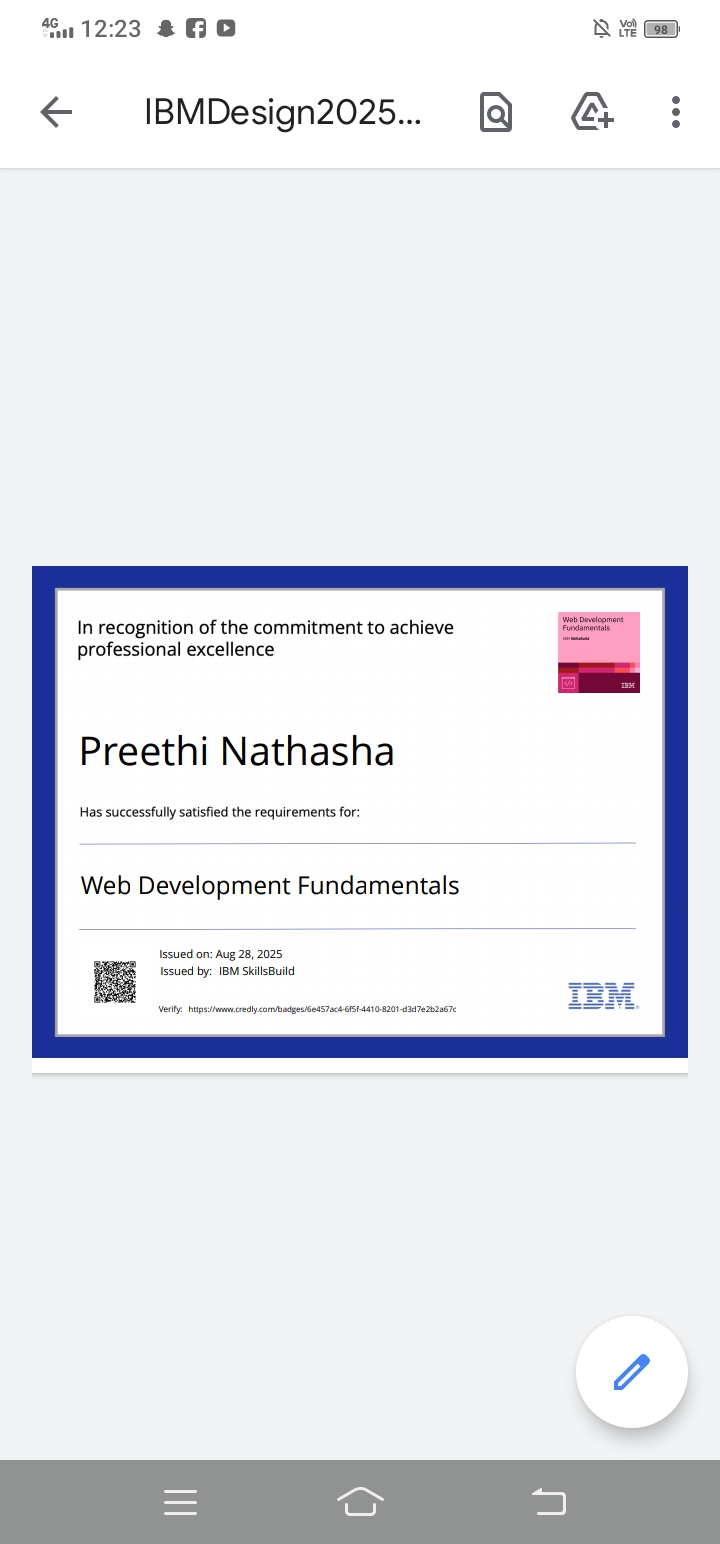 4G 12:23 Vo)) LTE 98
IBMDesign2025...
In recognition of the commitment to achieve
professional excellence
Web Development
Fundamentals
IBM SkillsBuild
</>
IBM
Preethi Nathasha
Has successfully satisfied the requirements for:
Web Development Fundamentals
Issued on: Aug 28, 2025
Issued by: IBM SkillsBuild
Verify: https://www.credly.com/badges/6e457ac4-6f5f-4410-8201-d3d7e2b2a67c
IBM